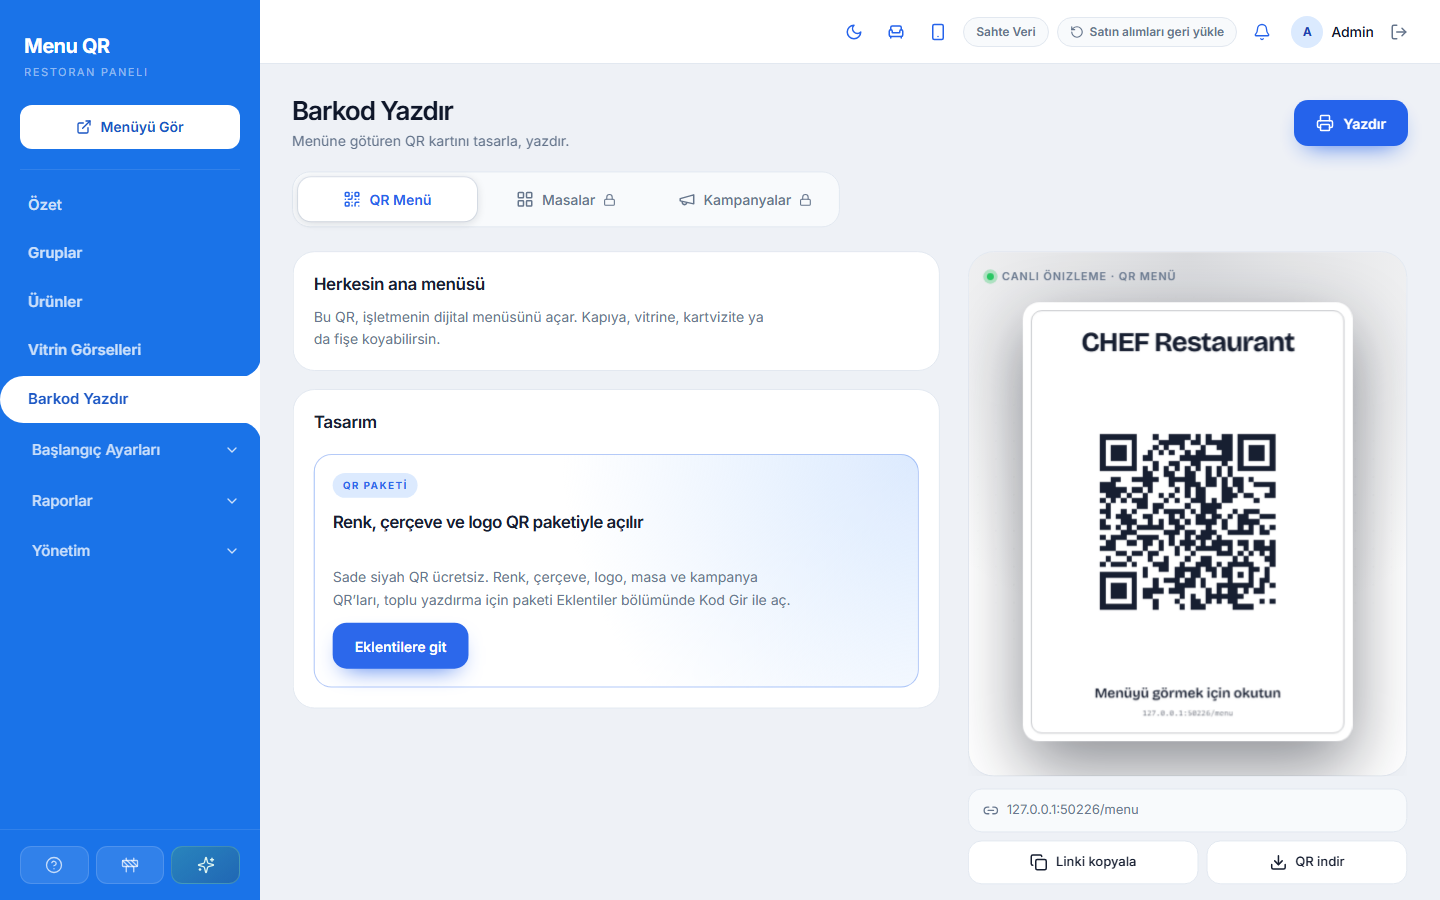 Menu QR
RESTORAN PANELI
Menüyü Gör
Özet
Gruplar
Ürünler
Vitrin Görselleri
Barkod Yazdır
Başlangıç Ayarları
Raporlar
Yönetim
Sahte Veri
Satın alımları geri yükle
A
Admin
Barkod Yazdır
Menüne götüren QR kartını tasarla, yazdır.
Yazdır
QR Menü
Masalar
Kampanyalar
Herkesin ana menüsü
Bu QR, işletmenin dijital menüsünü açar. Kapıya, vitrine, kartvizite ya
da fişe koyabilirsin.
Tasarım
QR PAKETİ
Renk, çerçeve ve logo QR paketiyle açılır
Sade siyah QR ücretsiz. Renk, çerçeve, logo, masa ve kampanya
QR'ları, toplu yazdırma için paketi Eklentiler bölümünde Kod Gir ile aç.
Eklentilere git
CANLI ÖNİZLEME · QR MENÜ
CHEF Restaurant
Menüyü görmek için okutun
127.0.0.1:50226/menu
127.0.0.1:50226/menu
Linki kopyala
QR indir